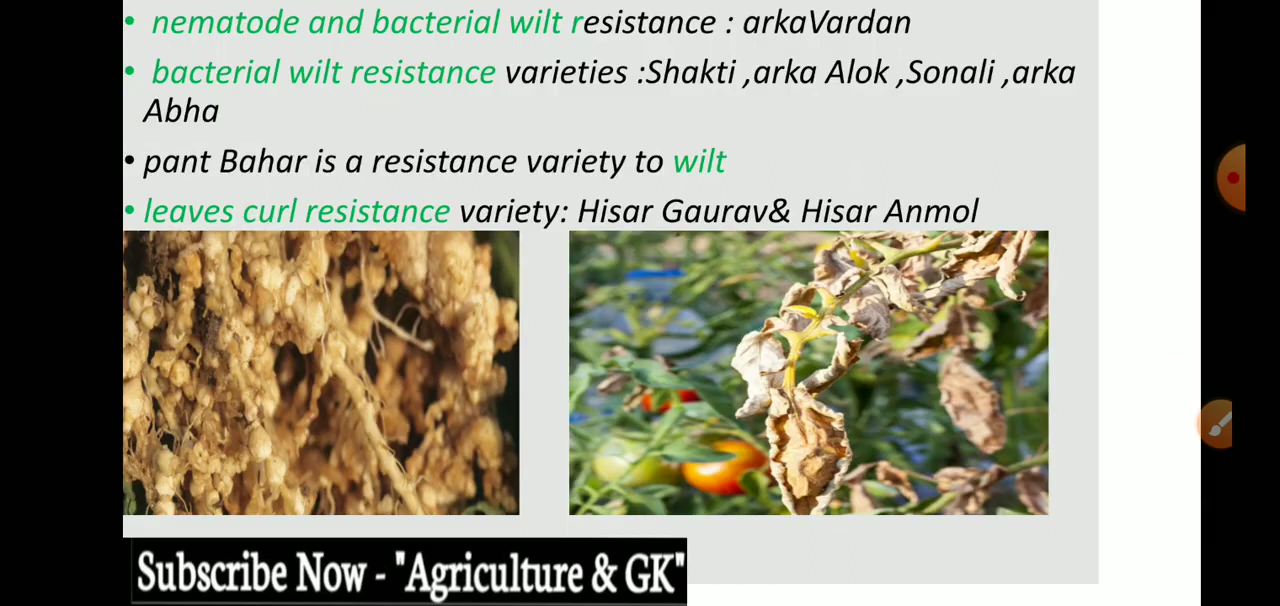 • nematode and bacterial wilt resistance : arkaVardan
• bacterial wilt resistance varieties :Shakti ,arka Alok ,Sonali ,arka
Abha
• pant Bahar is a resistance variety to wilt
• leaves curl resistance variety: Hisar Gaurav& Hisar Anmol
Subscribe Now - "Agriculture & GK"